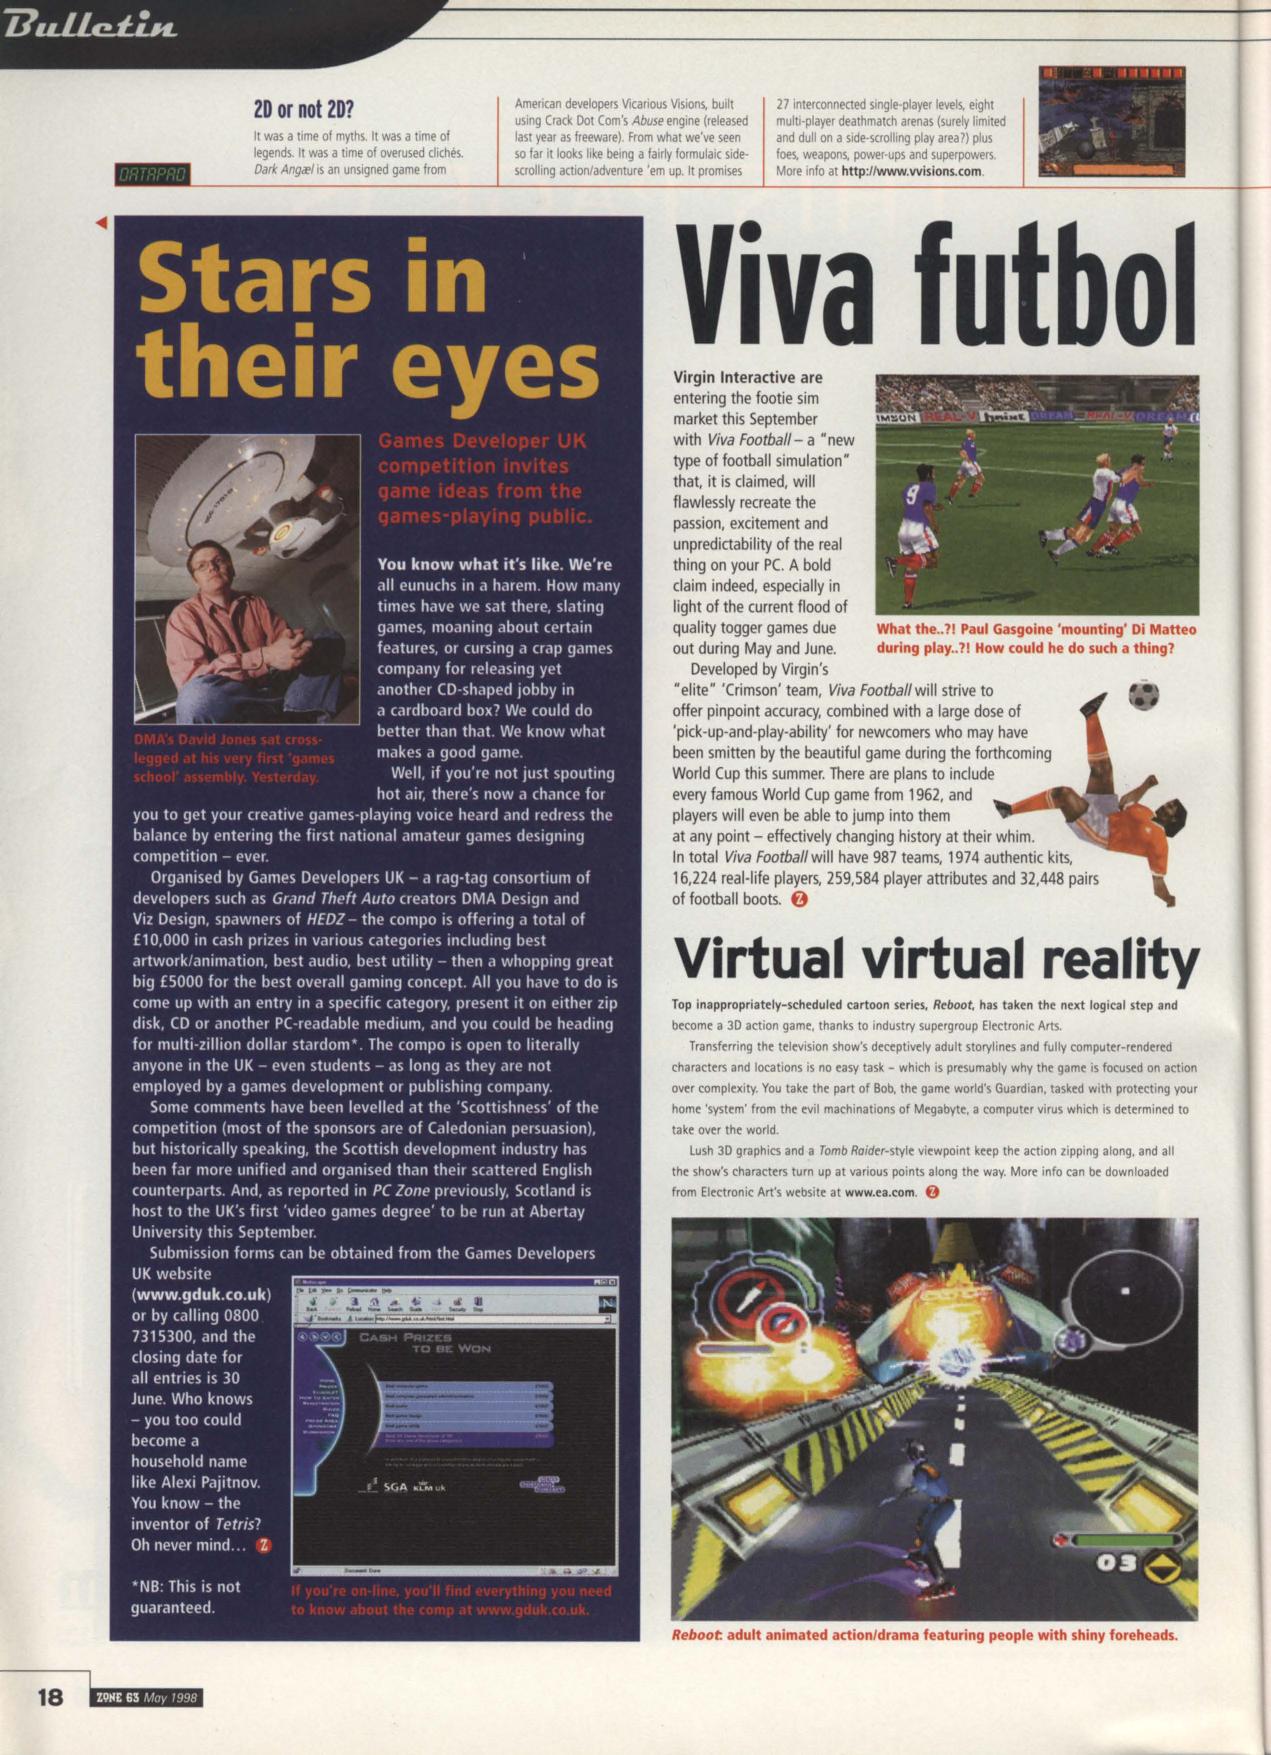 Bulletin
DATAPAD
2D or not 2D?
It was a time of myths. It was a time of
legends. It was a time of overused clichés.
Dark Angæl is an unsigned game from
American developers Vicarious Visions, built
using Crack Dot Com's Abuse engine (released
last year as freeware). From what we've seen
so far it looks like being a fairly formulaic side-
scrolling action/adventure 'em up. It promises
27 interconnected single-player levels, eight
multi-player deathmatch arenas (surely limited
and dull on a side-scrolling play area?) plus
foes, weapons, power-ups and superpowers.
More info at http://www.vvisions.com.
Stars in
their eyes
Games Developer UK
competition invites
game ideas from the
games-playing public.
DMA's David Jones sat cross-
legged at his very first 'games
school' assembly. Yesterday.
You know what it's like. We're
all eunuchs in a harem. How many
times have we sat there, slating
games, moaning about certain
features, or cursing a crap games
company for releasing yet
another CD-shaped jobby in
a cardboard box? We could do
better than that. We know what
makes a good game.
Well, if you're not just spouting
hot air, there's now a chance for
you to get your creative games-playing voice heard and redress the
balance by entering the first national amateur games designing
competition – ever.
Organised by Games Developers UK – a rag-tag consortium of
developers such as Grand Theft Auto creators DMA Design and
Viz Design, spawners of HEDZ – the compo is offering a total of
£10,000 in cash prizes in various categories including best
artwork/animation, best audio, best utility – then a whopping great
big £5000 for the best overall gaming concept. All you have to do is
come up with an entry in a specific category, present it on either zip
disk, CD or another PC-readable medium, and you could be heading
for multi-zillion dollar stardom*. The compo is open to literally
anyone in the UK – even students – as long as they are not
employed by a games development or publishing company.
Some comments have been levelled at the 'Scottishness' of the
competition (most of the sponsors are of Caledonian persuasion),
but historically speaking, the Scottish development industry has
been far more unified and organised than their scattered English
counterparts. And, as reported in PC Zone previously, Scotland is
host to the UK's first 'video games degree' to be run at Abertay
University this September.
Submission forms can be obtained from the Games Developers
UK website
(www.gduk.co.uk)
or by calling 0800
7315300, and the
closing date for
all entries is 30
June. Who knows
– you too could
become a
household name
like Alexi Pajitnov.
You know – the
inventor of Tetris?
Oh never mind... Z
*NB: This is not
guaranteed.
CASH PRIZES
TO BE WON
SGA KLM uk
If you're on-line, you'll find everything you need
to know about the comp at www.gduk.co.uk.
Viva futbol
Virgin Interactive are
entering the footie sim
market this September
with Viva Football – a "new
type of football simulation"
that, it is claimed, will
flawlessly recreate the
passion, excitement and
unpredictability of the real
thing on your PC. A bold
claim indeed, especially in
light of the current flood of
quality togger games due
out during May and June.
Developed by Virgin's
"elite" 'Crimson' team, Viva Football will strive to
offer pinpoint accuracy, combined with a large dose of
'pick-up-and-play-ability' for newcomers who may have
been smitten by the beautiful game during the forthcoming
World Cup this summer. There are plans to include
every famous World Cup game from 1962, and
players will even be able to jump into them
at any point – effectively changing history at their whim.
In total Viva Football will have 987 teams, 1974 authentic kits,
16,224 real-life players, 259,584 player attributes and 32,448 pairs
of football boots. Z
IMSON REAL-V DREAM REAL-V DREAM
9
What the..?! Paul Gasgoine 'mounting' Di Matteo
during play..?! How could he do such a thing?
Virtual virtual reality
Top inappropriately-scheduled cartoon series, Reboot, has taken the next logical step and
become a 3D action game, thanks to industry supergroup Electronic Arts.
Transferring the television show's deceptively adult storylines and fully computer-rendered
characters and locations is no easy task – which is presumably why the game is focused on action
over complexity. You take the part of Bob, the game world's Guardian, tasked with protecting your
home 'system' from the evil machinations of Megabyte, a computer virus which is determined to
take over the world.
Lush 3D graphics and a Tomb Raider-style viewpoint keep the action zipping along, and all
the show's characters turn up at various points along the way. More info can be downloaded
from Electronic Art's website at www.ea.com. Z
03
Reboot: adult animated action/drama featuring people with shiny foreheads.
18
ZONE 63 May 1998